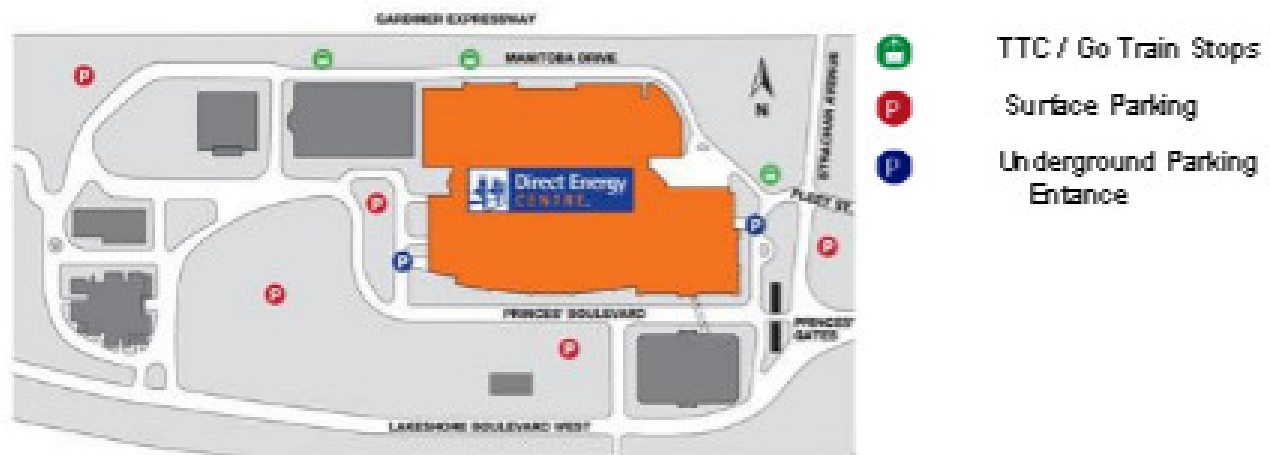 GARDINER EXPRESSWAY
MANITOBA DRIVE
N
STRACHAN AVENUE
FLEET ST.
Direct Energy
CENTRE
PRINCES' BOULEVARD
PRINCES'
GATES
LAKESHORE BOULEVARD WEST
P
P
P
P
P
P
P
TTC / Go Train Stops
P
Surface Parking
P
Underground Parking
Entance